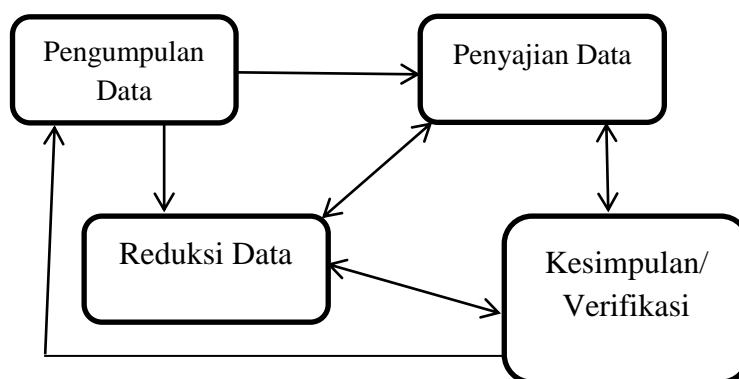 Pengumpulan
Data
Penyajian Data
Reduksi Data
Kesimpulan/
Verifikasi